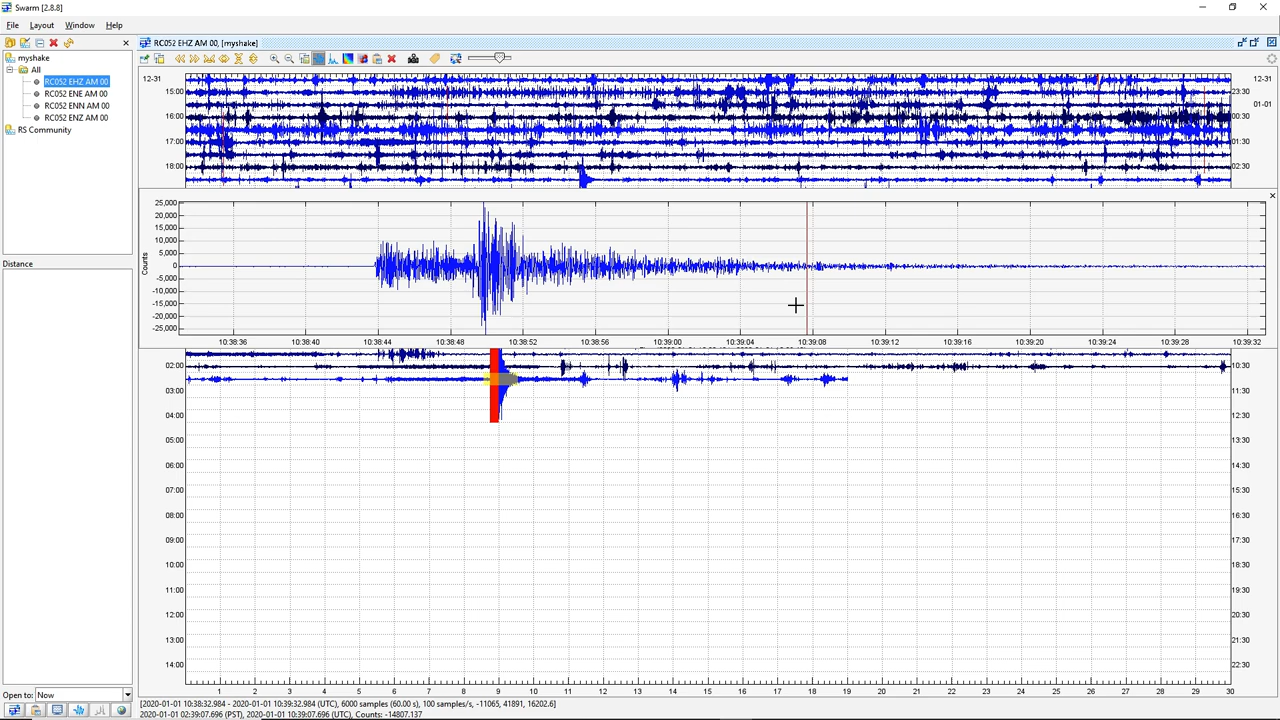 Swarm [2.8.8]
File Layout Window Help
RC052 EHZ AM 00, [myshake]
myshake
All
RC052 EHZ AM 00
RC052 ENE AM 00
RC052 ENN AM 00
RC052 ENZ AM 00
RS Community
Distance
Open to: Now
12-31 12-31
15:00 23:30
01-01
16:00 00:30
17:00 01:30
18:00 02:30
25,000
20,000
15,000
10,000
5,000
0
-5,000
-10,000
-15,000
-20,000
-25,000
Counts
10:38:36 10:38:40 10:38:44 10:38:48 10:38:52 10:38:56 10:39:00 10:39:04 10:39:08 10:39:12 10:39:16 10:39:20 10:39:24 10:39:28 10:39:32
02:00 10:30
03:00 11:30
04:00 12:30
05:00 13:30
06:00 14:30
07:00 15:30
08:00 16:30
09:00 17:30
10:00 18:30
11:00 19:30
12:00 20:30
13:00 21:30
14:00 22:30
1 2 3 4 5 6 7 8 9 10 11 12 13 14 15 16 17 18 19 20 21 22 23 24 25 26 27 28 29 30
[2020-01-01 10:38:32.984 - 2020-01-01 10:39:32.984 (UTC), 6000 samples (60.00 s), 100 samples/s, -11065, 41891, 16202.6]
2020-01-01 02:39:07.696 (PST), 2020-01-01 10:39:07.696 (UTC), Counts: -14807.137